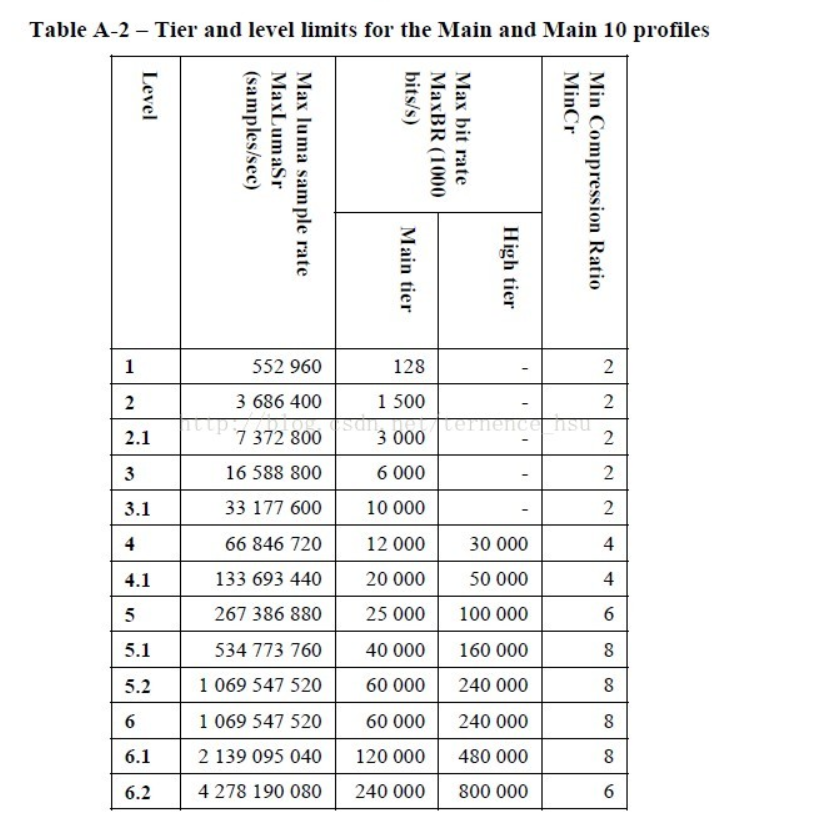 Table A-2 – Tier and level limits for the Main and Main 10 profiles
Level
Max luma sample rate
MaxLumaSr
(samples/sec)
Max bit rate
MaxBR (1000
bits/s)
Main tier
High tier
Min Compression Ratio
MinCr
1 552 960 128 - 2
2 3 686 400 1 500 - 2
http://blog.csdn.net/ternence_hsu
2.1 7 372 800 3 000 - 2
3 16 588 800 6 000 - 2
3.1 33 177 600 10 000 - 2
4 66 846 720 12 000 30 000 4
4.1 133 693 440 20 000 50 000 4
5 267 386 880 25 000 100 000 6
5.1 534 773 760 40 000 160 000 8
5.2 1 069 547 520 60 000 240 000 8
6 1 069 547 520 60 000 240 000 8
6.1 2 139 095 040 120 000 480 000 8
6.2 4 278 190 080 240 000 800 000 6